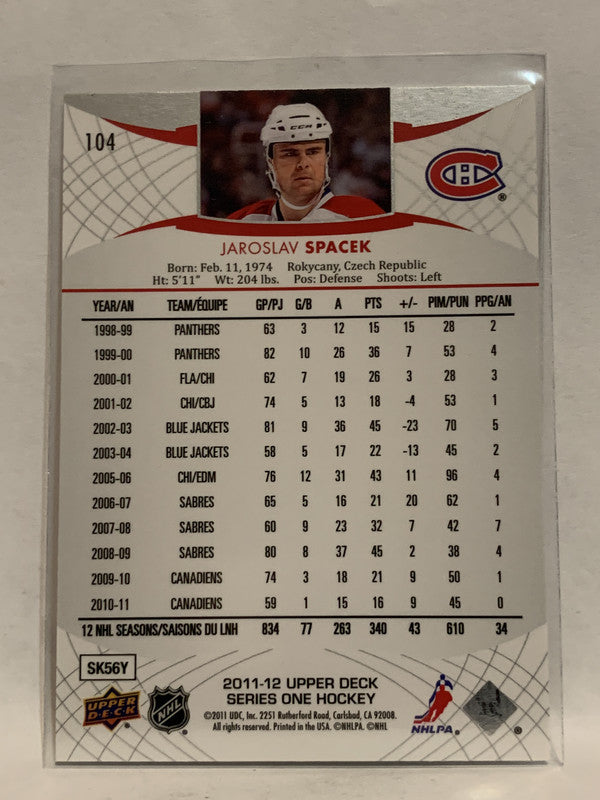 104
CCM
JAROSLAV SPACEK
Born: Feb. 11, 1974 Rokycany, Czech Republic
Ht: 5'11" Wt: 204 lbs. Pos: Defense Shoots: Left
YEAR/AN TEAM/ÉQUIPE GP/PJ G/B A PTS +/- PIM/PUN PPG/AN
1998-99 PANTHERS 63 3 12 15 15 28 2
1999-00 PANTHERS 82 10 26 36 7 53 4
2000-01 FLA/CHI 62 7 19 26 3 28 3
2001-02 CHI/CBJ 74 5 13 18 -4 53 1
2002-03 BLUE JACKETS 81 9 36 45 -23 70 5
2003-04 BLUE JACKETS 58 5 17 22 -13 45 2
2005-06 CHI/EDM 76 12 31 43 11 96 4
2006-07 SABRES 65 5 16 21 20 62 1
2007-08 SABRES 60 9 23 32 7 42 7
2008-09 SABRES 80 8 37 45 2 38 4
2009-10 CANADIENS 74 3 18 21 9 50 1
2010-11 CANADIENS 59 1 15 16 9 45 0
12 NHL SEASONS/SAISONS DU LNH 834 77 263 340 43 610 34
SK56Y
2011-12 UPPER DECK
SERIES ONE HOCKEY
UPPER DECK
NHL
NHLPA.
©2011 UDC, Inc. 2251 Rutherford Road, Carlsbad, CA 92008.
All rights reserved. Printed in the USA. ©NHLPA. ©NHL